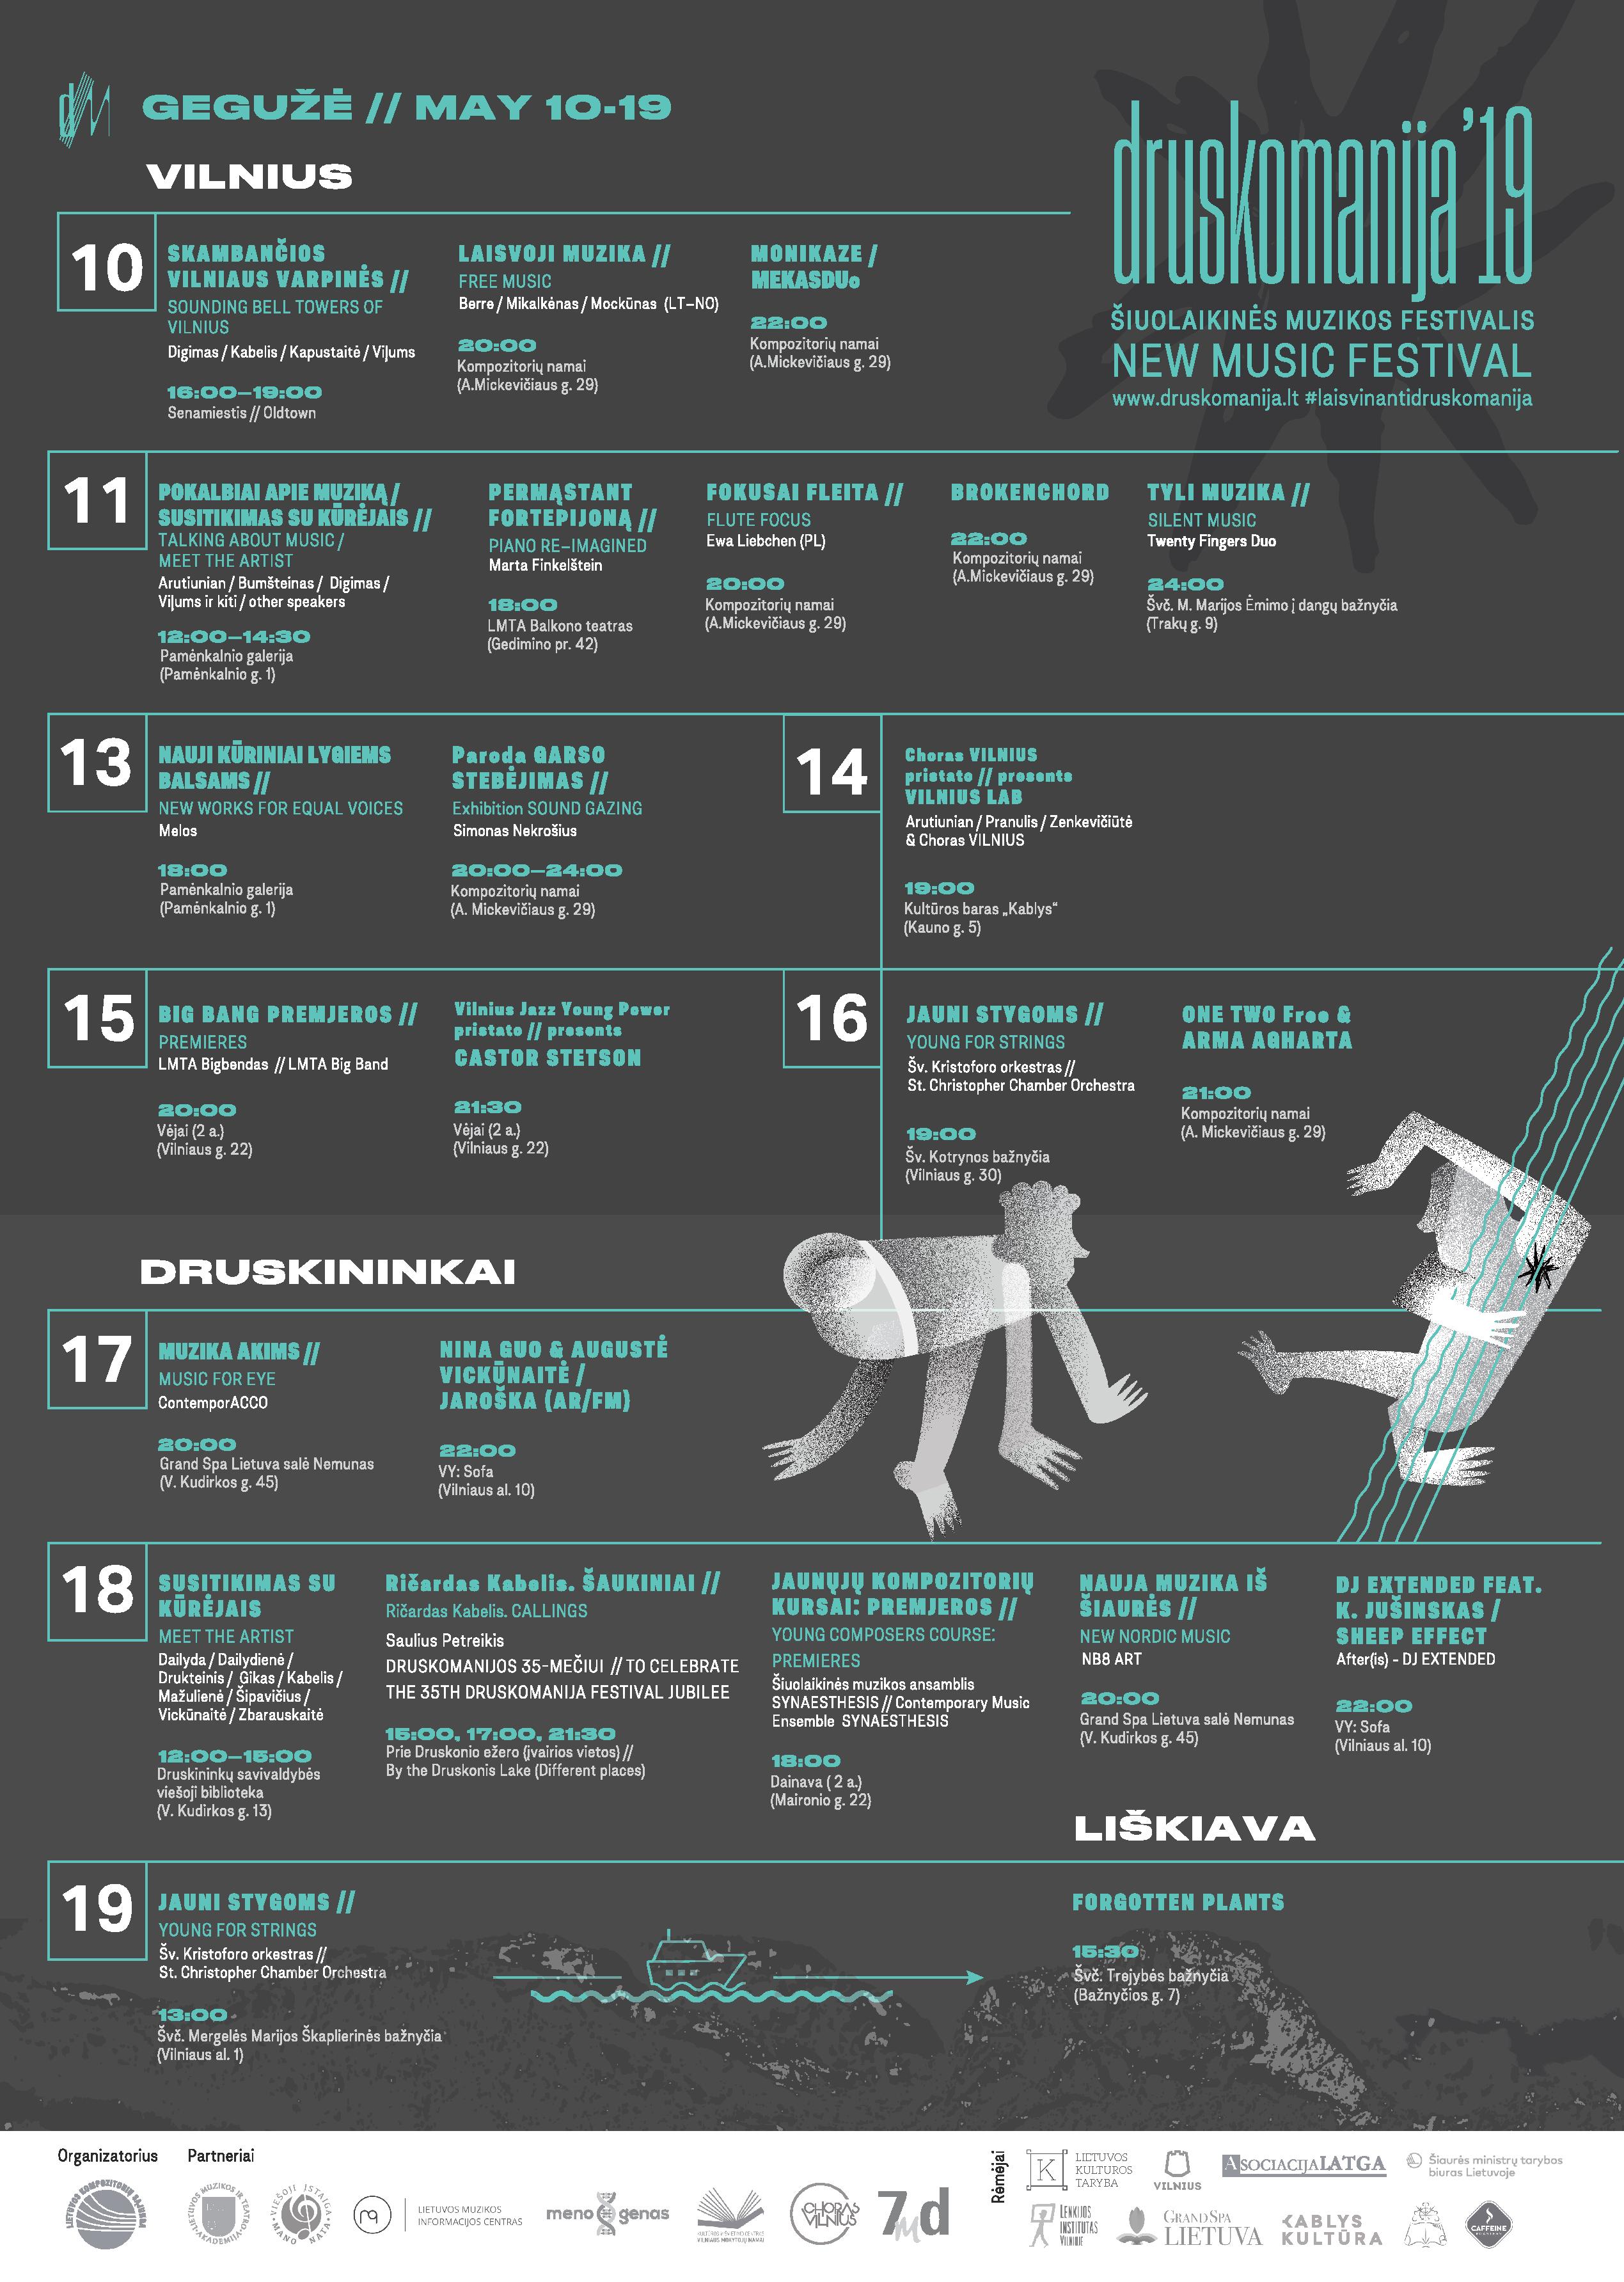 GEGUŽĖ // MAY 10-19
VILNIUS
druskomanija’19
ŠIUOLAIKINĖS MUZIKOS FESTIVALIS
NEW MUSIC FESTIVAL
www.druskomanija.lt #laisvinantidruskomanija
10
SKAMBANČIOS
VILNIAUS VARPINĖS //
SOUNDING BELL TOWERS OF
VILNIUS
Digimas / Kabelis / Kapustaitė / Viļums
16:00–19:00
Senamiestis // Oldtown
LAISVOJI MUZIKA //
FREE MUSIC
Berre / Mikalkėnas / Mockūnas (LT–NO)
20:00
Kompozitorių namai
(A.Mickevičiaus g. 29)
MONIKAZE /
MEKASDUo
22:00
Kompozitorių namai
(A.Mickevičiaus g. 29)
11
POKALBIAI APIE MUZIKĄ /
SUSITIKIMAS SU KŪRĖJAIS //
TALKING ABOUT MUSIC /
MEET THE ARTIST
Arutiunian / Bumšteinas / Digimas /
Viļums ir kiti / other speakers
12:00–14:30
Pamėnkalnio galerija
(Pamėnkalnio g. 1)
PERMĄSTANT
FORTEPIJONĄ //
PIANO RE–IMAGINED
Marta Finkelštein
18:00
LMTA Balkono teatras
(Gedimino pr. 42)
FOKUSAI FLEITA //
FLUTE FOCUS
Ewa Liebchen (PL)
20:00
Kompozitorių namai
(A.Mickevičiaus g. 29)
BROKENCHORD
22:00
Kompozitorių namai
(A.Mickevičiaus g. 29)
TYLI MUZIKA //
SILENT MUSIC
Twenty Fingers Duo
24:00
Švč. M. Marijos Ėmimo į dangų bažnyčia
(Trakų g. 9)
13
NAUJI KŪRINIAI LYGIEMS
BALSAMS //
NEW WORKS FOR EQUAL VOICES
Melos
18:00
Pamėnkalnio galerija
(Pamėnkalnio g. 1)
Paroda GARSO
STEBĖJIMAS //
Exhibition SOUND GAZING
Simonas Nekrošius
20:00–24:00
Kompozitorių namai
(A. Mickevičiaus g. 29)
14
Choras VILNIUS
pristato // presents
VILNIUS LAB
Arutiunian / Pranulis / Zenkevičiūtė
& Choras VILNIUS
19:00
Kultūros baras „Kablys“
(Kauno g. 5)
15
BIG BANG PREMJEROS //
PREMIERES
LMTA Bigbendas // LMTA Big Band
20:00
Vėjai (2 a.)
(Vilniaus g. 22)
Vilnius Jazz Young Power
pristato // presents
CASTOR STETSON
21:30
Vėjai (2 a.)
(Vilniaus g. 22)
16
JAUNI STYGOMS //
YOUNG FOR STRINGS
Šv. Kristoforo orkestras //
St. Christopher Chamber Orchestra
19:00
Šv. Kotrynos bažnyčia
(Vilniaus g. 30)
ONE TWO Free &
ARMA AGHARTA
21:00
Kompozitorių namai
(A. Mickevičiaus g. 29)
DRUSKININKAI
17
MUZIKA AKIMS //
MUSIC FOR EYE
ContemporACCO
20:00
Grand Spa Lietuva salė Nemunas
(V. Kudirkos g. 45)
NINA GUO & AUGUSTĖ
VICKŪNAITĖ /
JAROŠKA (AR/FM)
22:00
VY: Sofa
(Vilniaus al. 10)
18
SUSITIKIMAS SU
KŪRĖJAIS
MEET THE ARTIST
Dailyda / Dailydienė /
Drukteinis / Gikas / Kabelis /
Mažulienė / Šipavičius /
Vickūnaitė / Zbarauskaitė
12:00–15:00
Druskininkų savivaldybės
viešoji biblioteka
(V. Kudirkos g. 13)
Ričardas Kabelis. ŠAUKINIAI //
Ričardas Kabelis. CALLINGS
Saulius Petreikis
DRUSKOMANIJOS 35-MEČIUI // TO CELEBRATE
THE 35TH DRUSKOMANIJA FESTIVAL JUBILEE
15:00, 17:00, 21:30
Prie Druskonio ežero (įvairios vietos) //
By the Druskonis Lake (Different places)
JAUNŲJŲ KOMPOZITORIŲ
KURSAI: PREMJEROS //
YOUNG COMPOSERS COURSE:
PREMIERES
Šiuolaikinės muzikos ansamblis
SYNAESTHESIS // Contemporary Music
Ensemble SYNAESTHESIS
18:00
Dainava ( 2 a.)
(Maironio g. 22)
NAUJA MUZIKA IŠ
ŠIAURĖS //
NEW NORDIC MUSIC
NB8 ART
20:00
Grand Spa Lietuva salė Nemunas
(V. Kudirkos g. 45)
DJ EXTENDED FEAT.
K. JUŠINSKAS /
SHEEP EFFECT
After(is) - DJ EXTENDED
22:00
VY: Sofa
(Vilniaus al. 10)
LIŠKIAVA
19
JAUNI STYGOMS //
YOUNG FOR STRINGS
Šv. Kristoforo orkestras //
St. Christopher Chamber Orchestra
13:00
Švč. Mergelės Marijos Škaplierinės bažnyčia
(Vilniaus al. 1)
FORGOTTEN PLANTS
15:30
Švč. Trejybės bažnyčia
(Bažnyčios g. 7)
Organizatorius
LIETUVOS KOMPOZITORIŲ SĄJUNGA
Partneriai
LIETUVOS MUZIKOS IR TEATRO AKADEMIJA
VIEŠOJI ĮSTAIGA MANO NATA
LIETUVOS MUZIKOS
INFORMACIJOS CENTRAS
meno genas
VILNIAUS MOKYTOJŲ NAMAI
CHORAS
VILNIUS
7md
Rėmėjai
K
LIETUVOS
KULTŪROS
TARYBA
VILNIUS
ASOCIACIJA LATGA
Šiaurės ministrų tarybos
biuras Lietuvoje
LENKIJOS
INSTITUTAS
VILNIUJE
GRAND SPA
LIETUVA
KABLYS
KULTŪRA
CAFFEINE